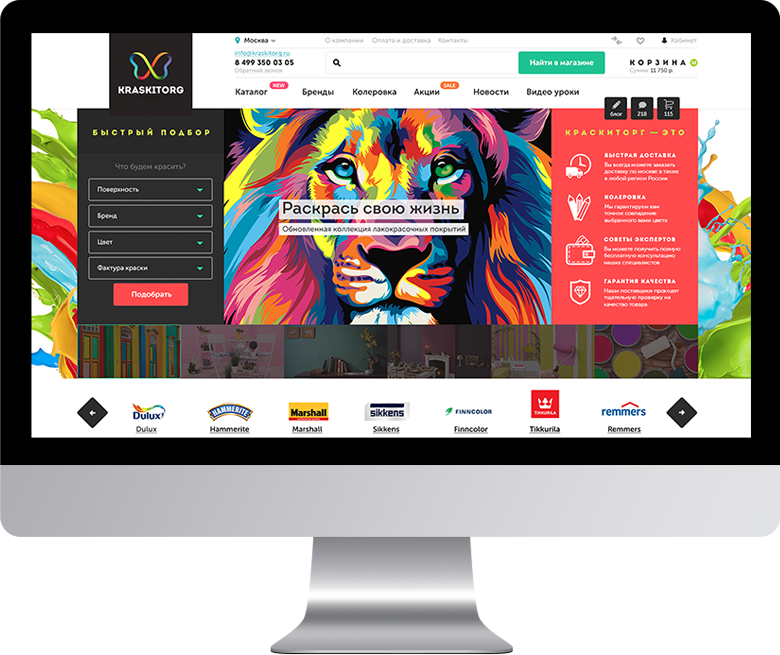 KRASKITORG
Москва
О компании Оплата и доставка Контакты
Кабинет
info@kraskitorg.ru
8 499 350 03 05
Обратный звонок
Найти в магазине
КОРЗИНА
Сумма: 11 750 р.
Каталог NEW Бренды Колеровка Акции SALE Новости Видео уроки
блог 218 115
БЫСТРЫЙ ПОДБОР
Что будем красить?
Поверхность
Бренд
Цвет
Фактура краски
Подобрать
Раскрась свою жизнь
Обновленная коллекция лакокрасочных покрытий
КРАСКИТОРГ — ЭТО
БЫСТРАЯ ДОСТАВКА
Вы всегда можете заказать
доставку по москве а также
в любой регион России
КОЛЕРОВКА
Мы гарантируем вам
точное совпадение
выбранного вами цвета
СОВЕТЫ ЭКСПЕРТОВ
Вы можете получить полную
бесплатную консультацию
наших специалистов
ГАРАНТИЯ КАЧЕСТВА
Наши поставщики проходят
тщательную проверку на
качество товара
Dulux HAMMERITE Marshall sikkens FINNCOLOR TIKKURILA remmers
Dulux Hammerite Marshall Sikkens Finncolor Tikkurila Remmers